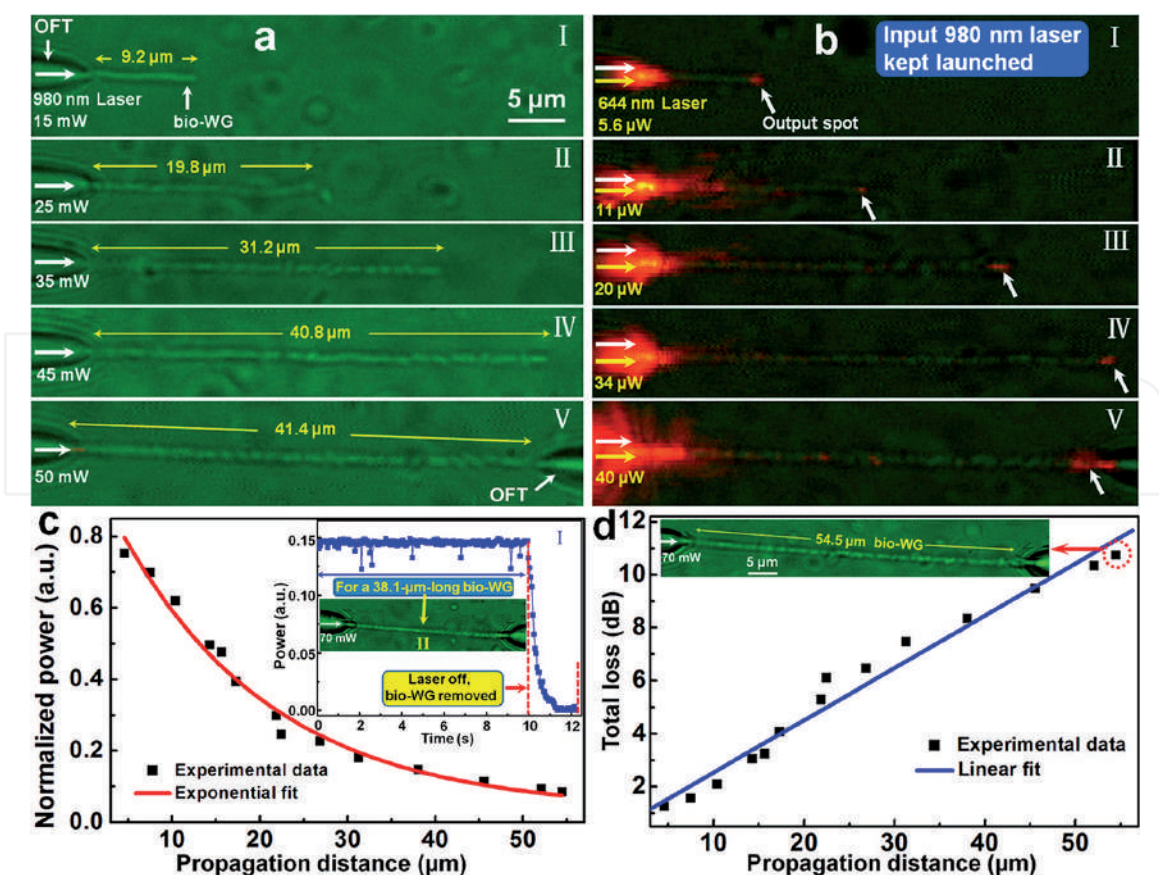 OFT
a
I
9.2 μm
980 nm Laser
15 mW
bio-WG
5 μm
II
19.8 μm
25 mW
III
31.2 μm
35 mW
IV
40.8 μm
45 mW
V
41.4 μm
50 mW
OFT
b
Input 980 nm laser
kept launched
I
644 nm Laser
5.6 μW
Output spot
II
11 μW
III
20 μW
IV
34 μW
V
40 μW
c
Normalized power (a.u.)
0.8
0.6
0.4
0.2
0.0
10
20
30
40
50
Propagation distance (μm)
Experimental data
Exponential fit
Power (a.u.)
0.15
0.10
0.05
0.00
I
For a 38.1-μm-long bio-WG
70 mW
II
Laser off,
bio-WG removed
0
2
4
6
8
10
12
Time (s)
d
Total loss (dB)
12
10
8
6
4
2
54.5 μm bio-WG
70 mW
5 μm
Experimental data
Linear fit
10
20
30
40
50
Propagation distance (μm)